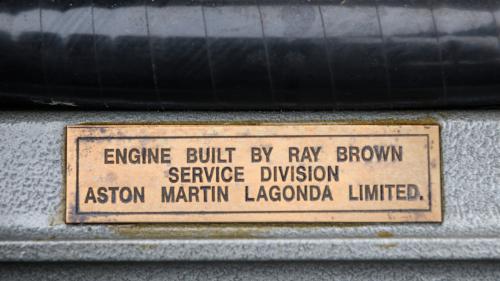 ENGINE BUILT BY RAY BROWN
SERVICE DIVISION
ASTON MARTIN LAGONDA LIMITED.